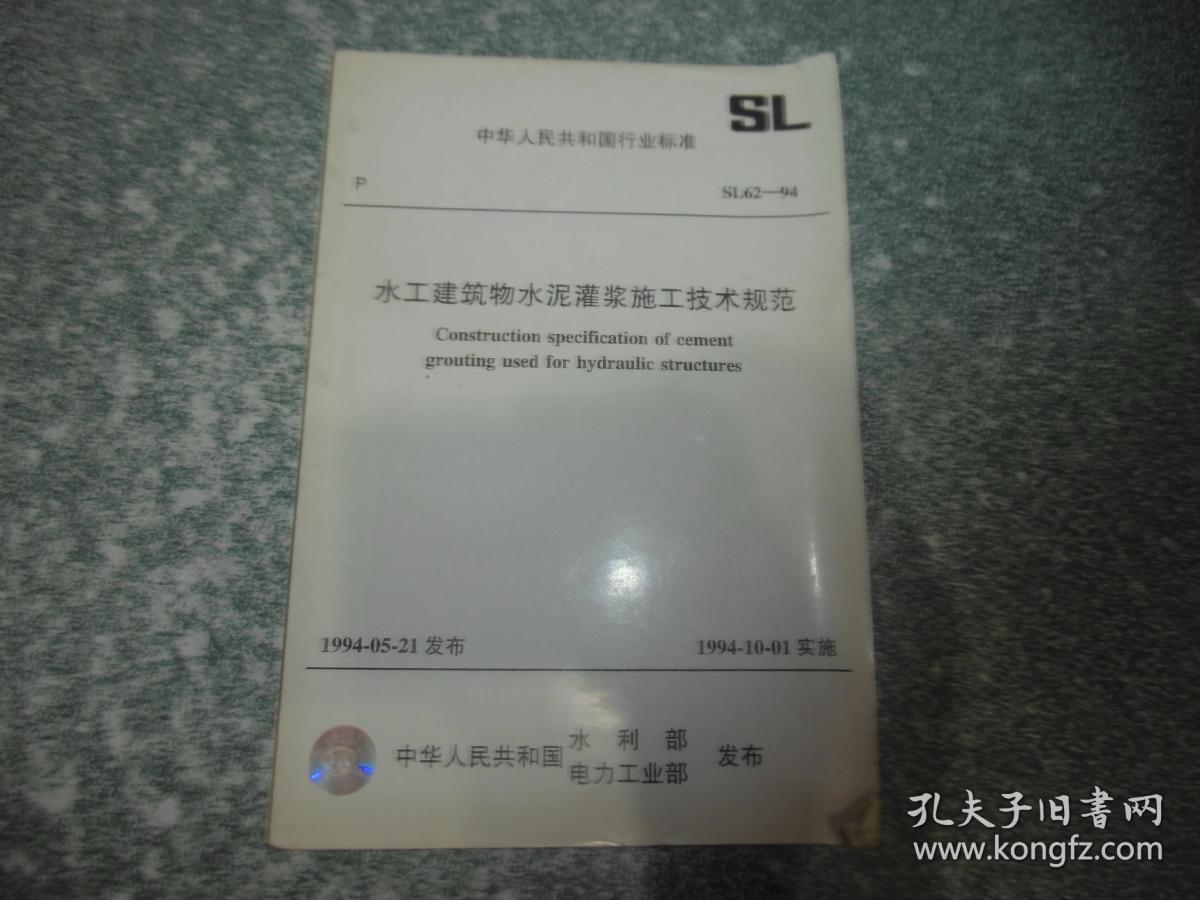 SL
中华人民共和国行业标准
P
SL62—94
水工建筑物水泥灌浆施工技术规范
Construction specification of cement
grouting used for hydraulic structures
1994-05-21 发布
1994-10-01 实施
中华人民共和国
水利部
电力工业部
发布
孔夫子旧书网
www.kongfz.com